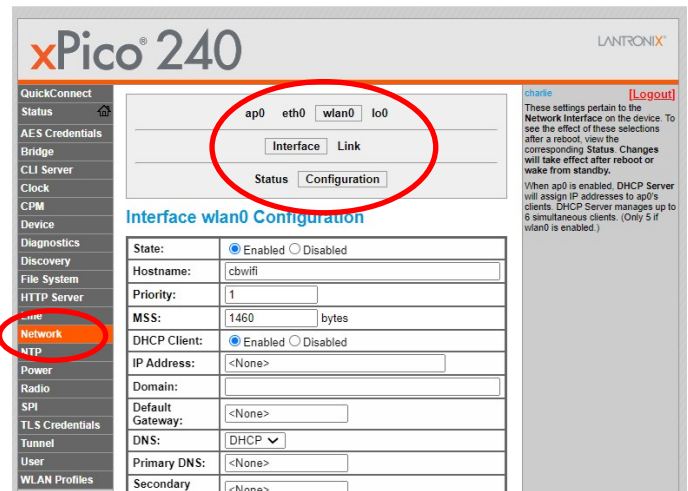 xPico® 240
LANTRONIX®
QuickConnect
Status
AES Credentials
Bridge
CLI Server
Clock
CPM
Device
Diagnostics
Discovery
File System
HTTP Server
Line
Network
NTP
Power
Radio
SPI
TLS Credentials
Tunnel
User
WLAN Profiles
ap0 eth0 wlan0 lo0
Interface Link
Status Configuration
Interface wlan0 Configuration
State: Enabled Disabled
Hostname: cbwifi
Priority: 1
MSS: 1460 bytes
DHCP Client: Enabled Disabled
IP Address: <None>
Domain:
Default
Gateway: <None>
DNS: DHCP
Primary DNS: <None>
Secondary
<None>
charlie [Logout]
These settings pertain to the
Network Interface on the device. To
see the effect of these selections
after a reboot, view the
corresponding Status. Changes
will take effect after reboot or
wake from standby.
When ap0 is enabled, DHCP Server
will assign IP addresses to ap0's
clients. DHCP Server manages up to
6 simultaneous clients. (Only 5 if
wlan0 is enabled.)